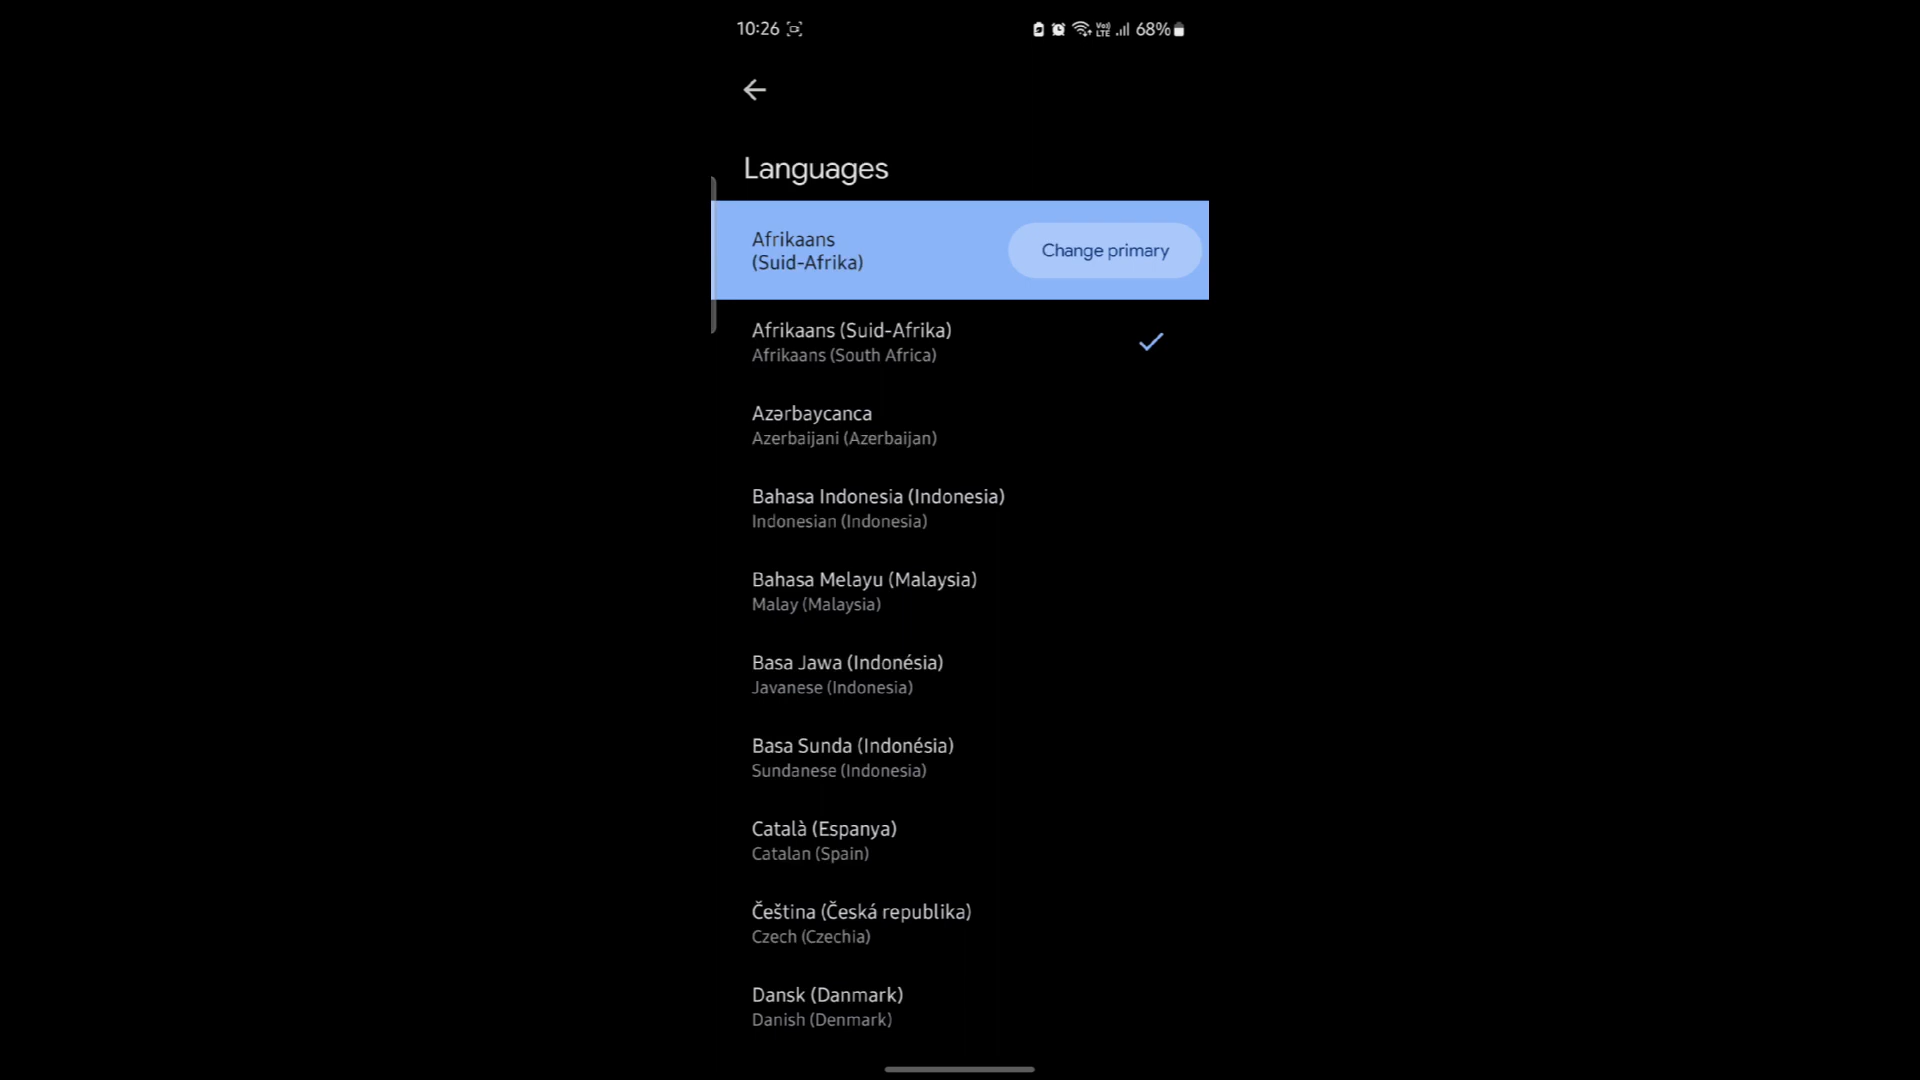 10:26
Vo) LTE 68%
Languages
Afrikaans
(Suid-Afrika)
Change primary
Afrikaans (Suid-Afrika)
Afrikaans (South Africa)
Azərbaycanca
Azerbaijani (Azerbaijan)
Bahasa Indonesia (Indonesia)
Indonesian (Indonesia)
Bahasa Melayu (Malaysia)
Malay (Malaysia)
Basa Jawa (Indonésia)
Javanese (Indonesia)
Basa Sunda (Indonésia)
Sundanese (Indonesia)
Català (Espanya)
Catalan (Spain)
Čeština (Česká republika)
Czech (Czechia)
Dansk (Danmark)
Danish (Denmark)